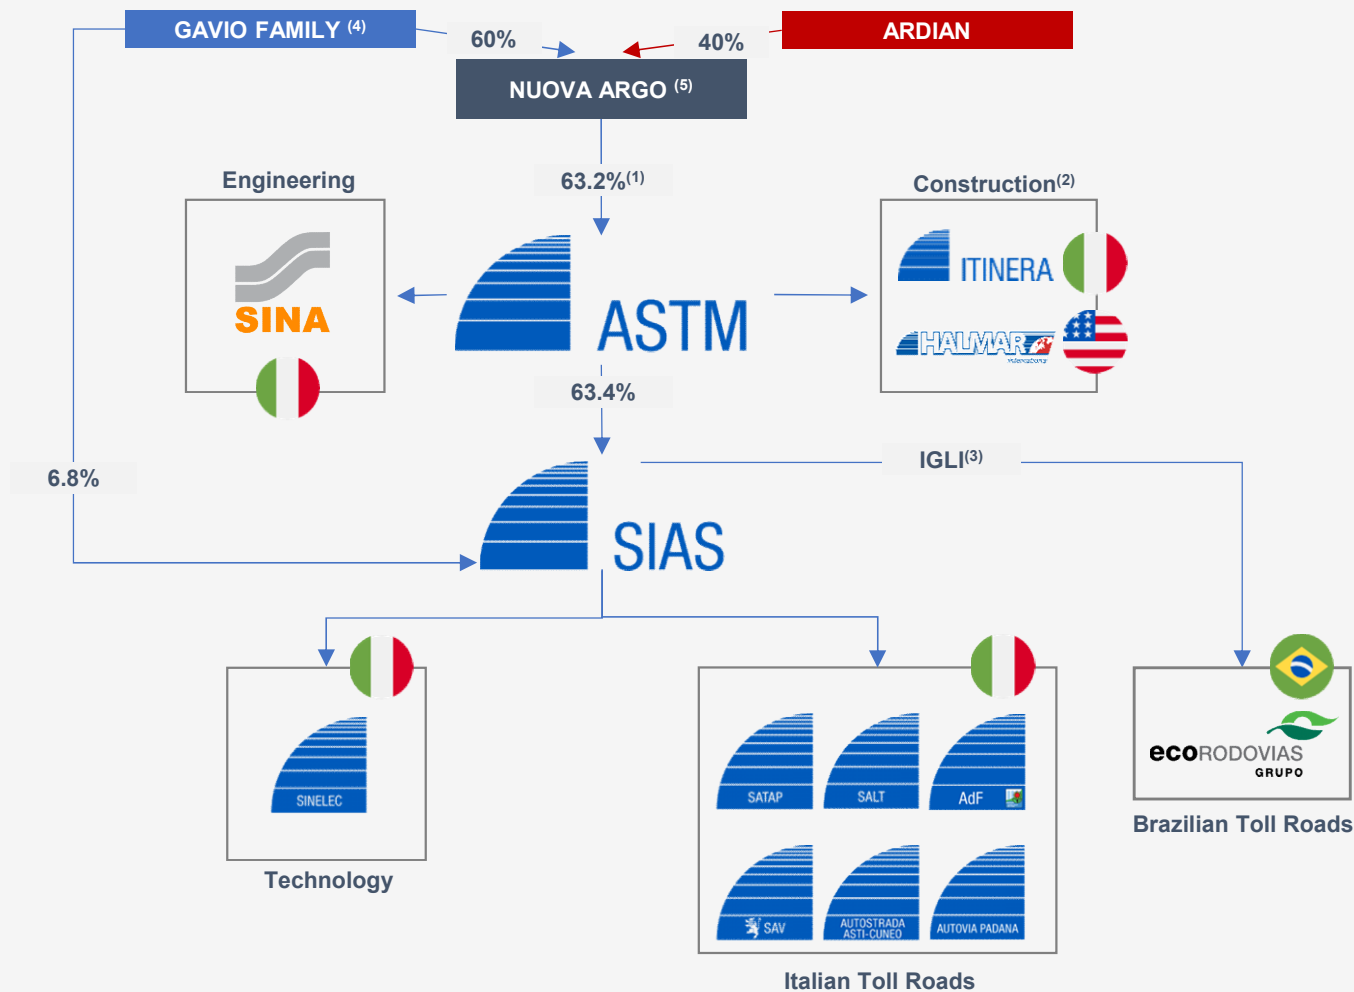 GAVIO FAMILY (4)
ARDIAN
60%
40%
NUOVA ARGO (5)
63.2%(1)
Engineering
Construction(2)
SINA
ITINERA
HALMAR
ASTM
63.4%
6.8%
IGLI(3)
SIAS
SINELEC
Technology
SATAP
SALT
AdF
SAV
AUTOSTRADA
ASTI-CUNEO
AUTOVIA PADANA
Italian Toll Roads
ecoRODOVIAS
GRUPO
Brazilian Toll Roads